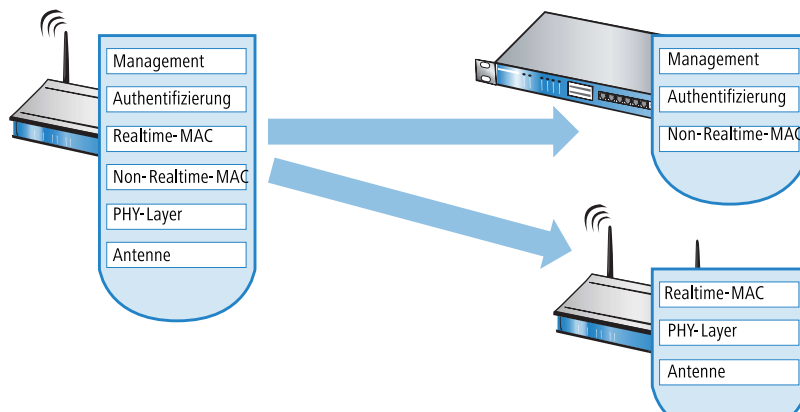 Management
Authentifizierung
Realtime-MAC
Non-Realtime-MAC
PHY-Layer
Antenne
Management
Authentifizierung
Non-Realtime-MAC
Realtime-MAC
PHY-Layer
Antenne